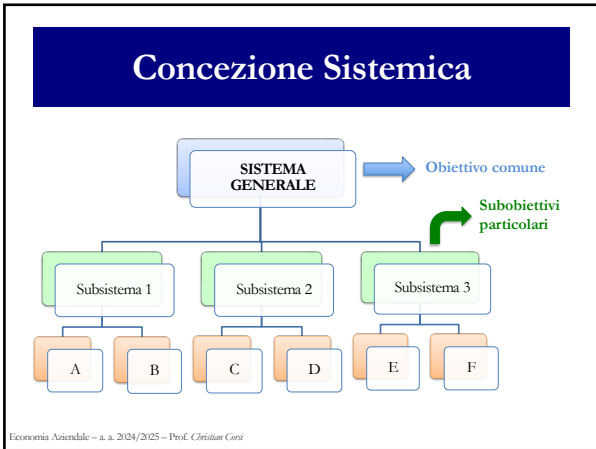 Concezione Sistemica
SISTEMA
GENERALE
Obiettivo comune
Subobiettivi
particolari
Subsistema 1
Subsistema 2
Subsistema 3
A
B
C
D
E
F
Economia Aziendale – a. a. 2024/2025 – Prof. Christian Corsi